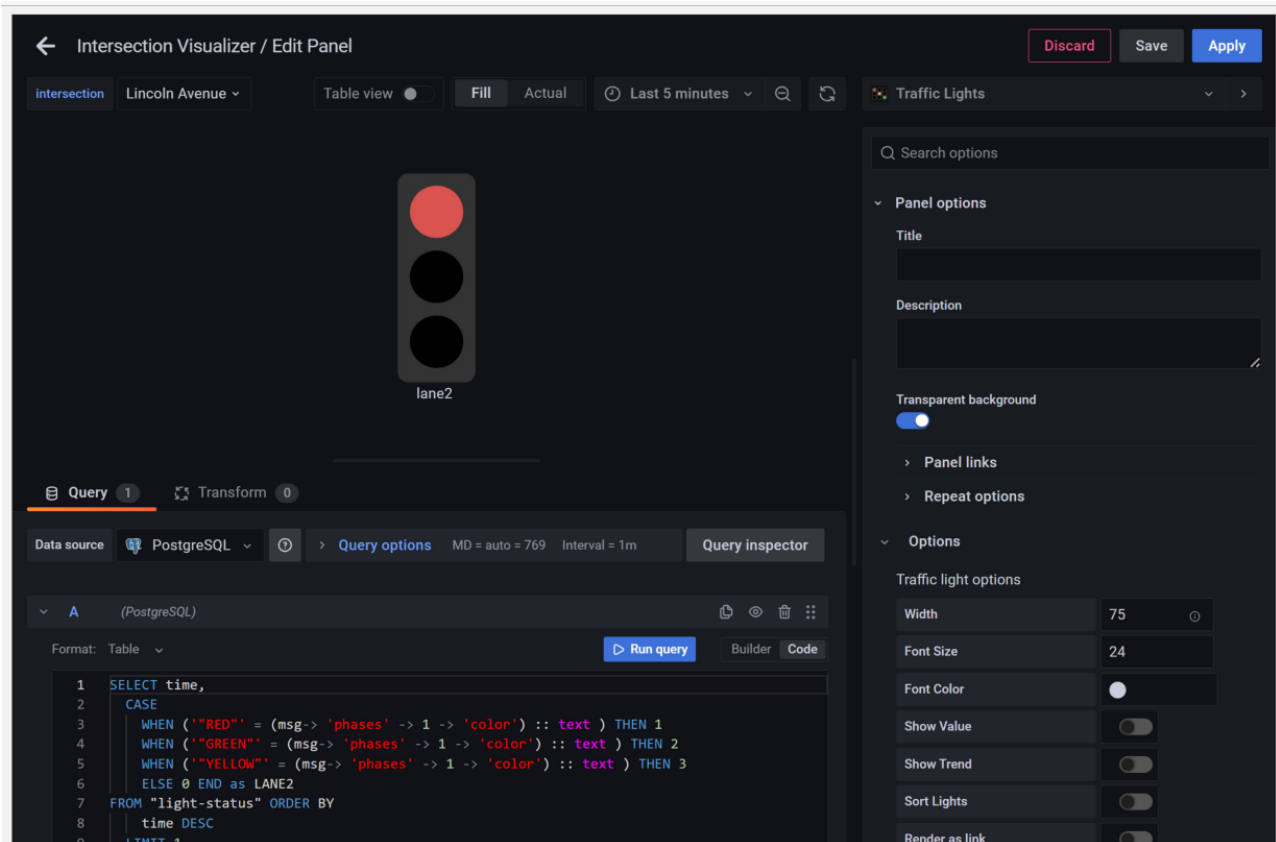 Intersection Visualizer / Edit Panel
Discard
Save
Apply
intersection
Lincoln Avenue
Table view
Fill
Actual
Last 5 minutes
Traffic Lights
Search options
Panel options
Title
Description
lane2
Transparent background
Panel links
Repeat options
Query 1
Transform 0
Data source
PostgreSQL
Query options
MD = auto = 769
Interval = 1m
Query inspector
Options
Traffic light options
A
(PostgreSQL)
Width
75
Format: Table
Run query
Builder
Code
Font Size
24
Font Color
Show Value
Show Trend
Sort Lights
Render as link
1 SELECT time,
2 CASE
3 WHEN ('"RED"' = (msg-> 'phases' -> 1 -> 'color') :: text ) THEN 1
4 WHEN ('"GREEN"' = (msg-> 'phases' -> 1 -> 'color') :: text ) THEN 2
5 WHEN ('"YELLOW"' = (msg-> 'phases' -> 1 -> 'color') :: text ) THEN 3
6 ELSE 0 END as LANE2
7 FROM "light-status" ORDER BY
8 time DESC
9 LIMIT 1